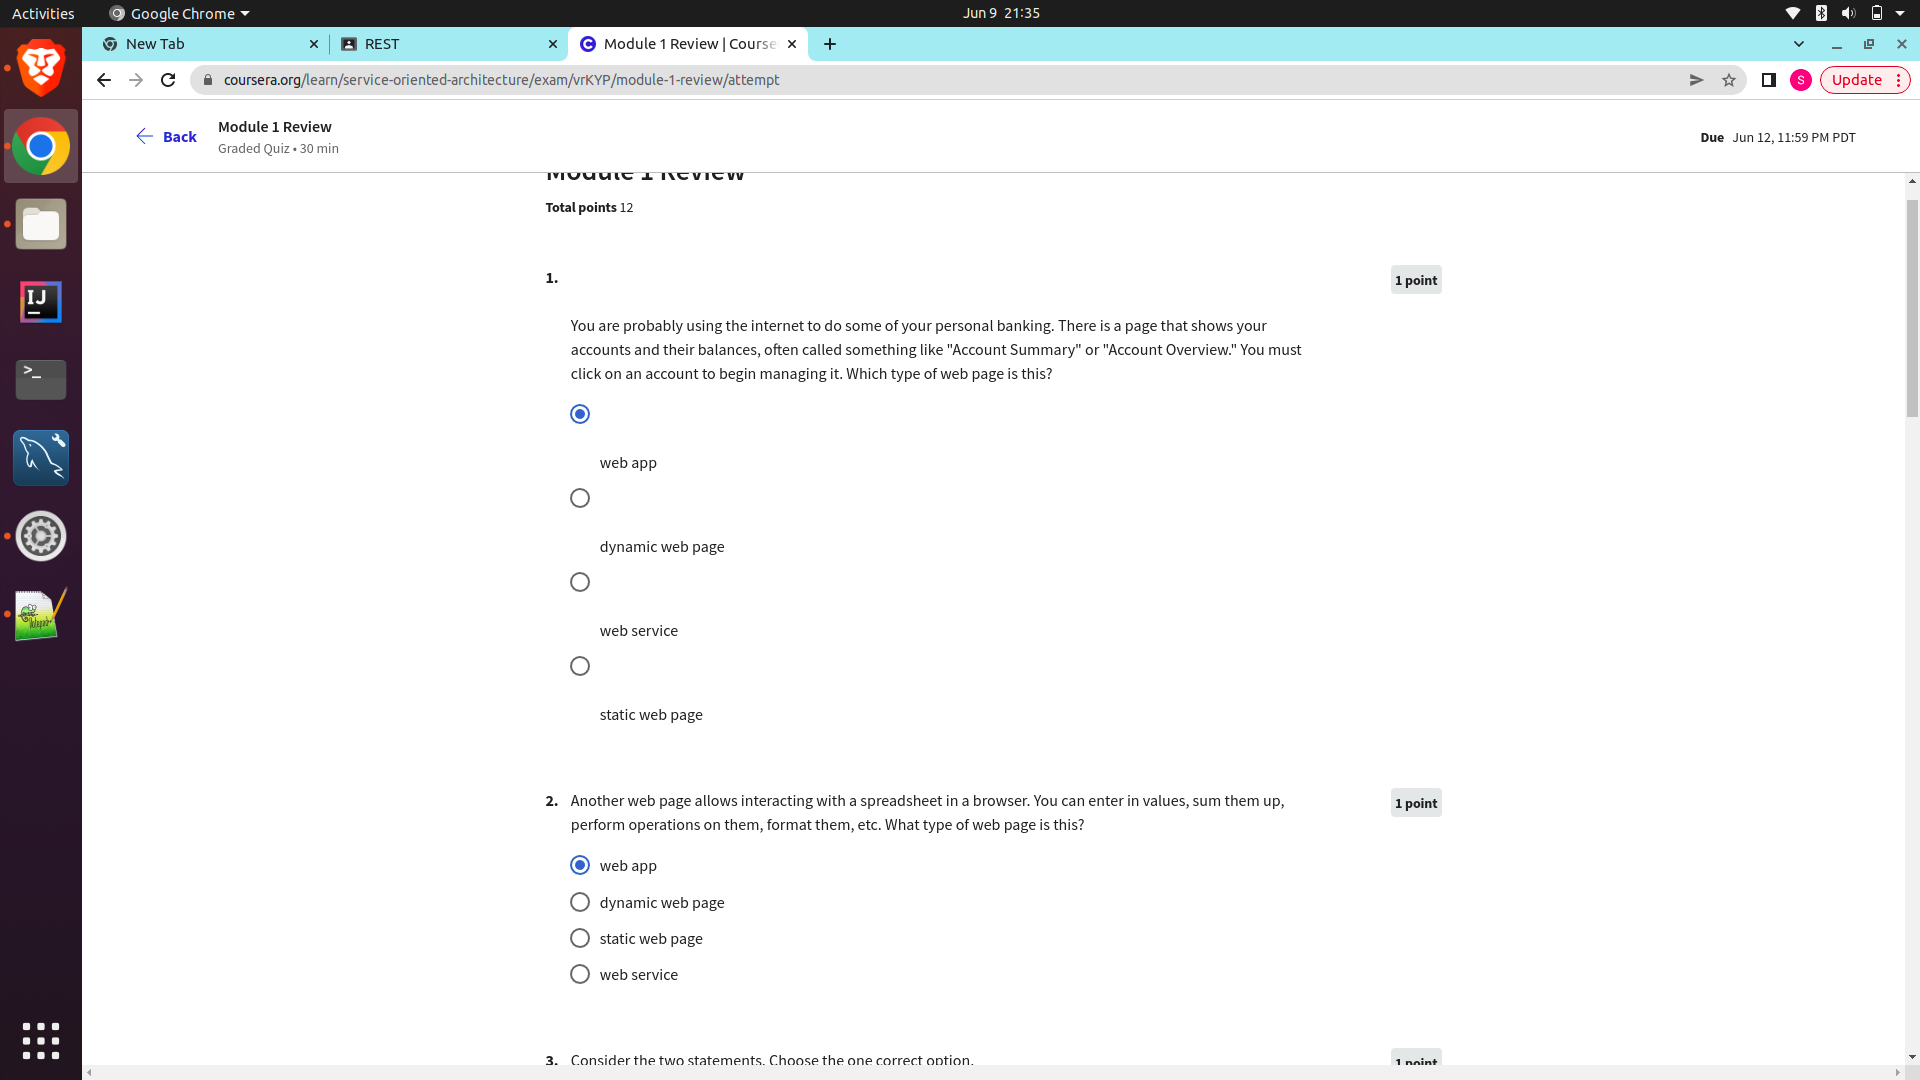 Activities
Google Chrome
Jun 9 21:35
New Tab
REST
Module 1 Review | Course
coursera.org/learn/service-oriented-architecture/exam/vrKYP/module-1-review/attempt
S
Update
Back
Module 1 Review
Graded Quiz • 30 min
Due Jun 12, 11:59 PM PDT
Module 1 Review
Total points 12
1.
1 point
You are probably using the internet to do some of your personal banking. There is a page that shows your
accounts and their balances, often called something like "Account Summary" or "Account Overview." You must
click on an account to begin managing it. Which type of web page is this?
web app
dynamic web page
web service
static web page
2. Another web page allows interacting with a spreadsheet in a browser. You can enter in values, sum them up,
1 point
perform operations on them, format them, etc. What type of web page is this?
web app
dynamic web page
static web page
web service
3. Consider the two statements. Choose the one correct option.
1 point
IJ
>_